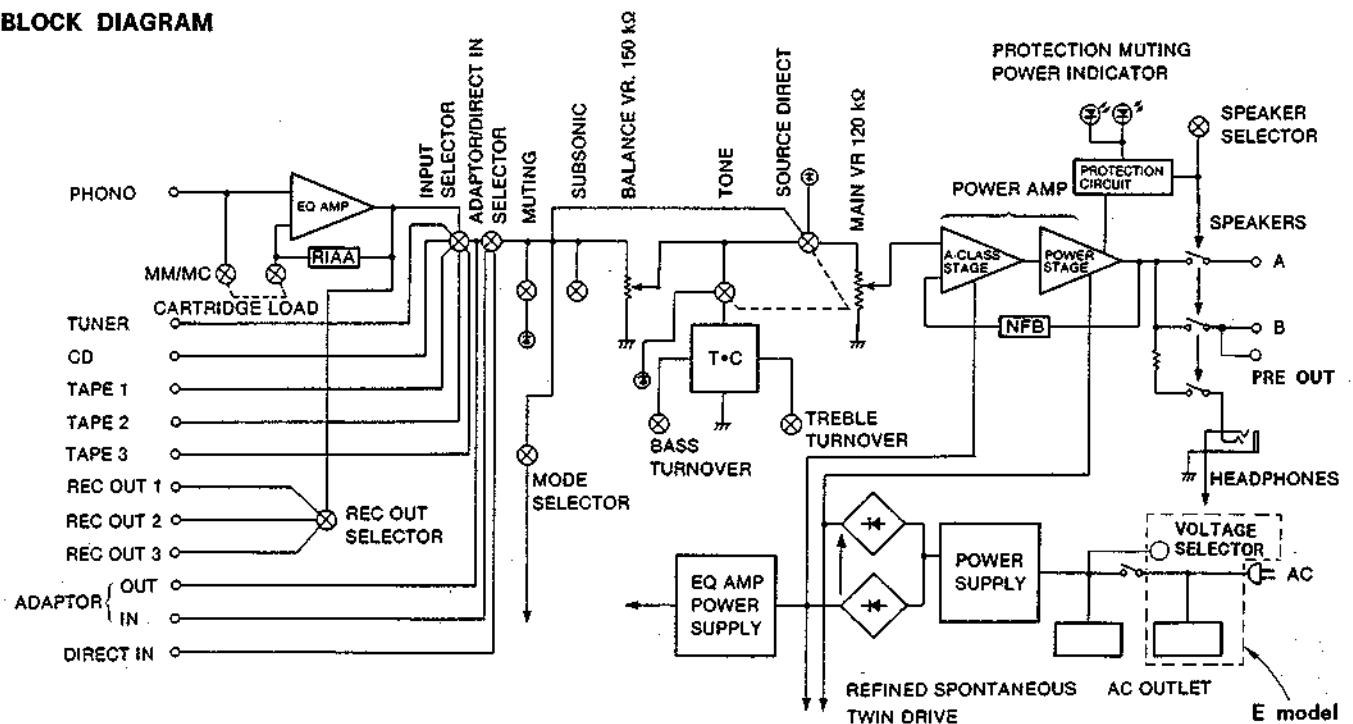 BLOCK DIAGRAM
PROTECTION MUTING
POWER INDICATOR
SPEAKER
SELECTOR
INPUT
SELECTOR
ADAPTOR/DIRECT IN
SELECTOR
MUTING
SUBSONIC
BALANCE VR. 150 kΩ
TONE
SOURCE DIRECT
MAIN VR 120 kΩ
PHONO
EQ AMP
RIAA
MM/MC
CARTRIDGE LOAD
POWER AMP
PROTECTION
CIRCUIT
A-CLASS
STAGE
POWER
STAGE
NFB
SPEAKERS
A
B
PRE OUT
HEADPHONES
TUNER
CD
TAPE 1
TAPE 2
TAPE 3
REC OUT 1
REC OUT 2
REC OUT 3
REC OUT
SELECTOR
ADAPTOR
OUT
IN
DIRECT IN
MODE
SELECTOR
T•C
BASS
TURNOVER
TREBLE
TURNOVER
EQ AMP
POWER
SUPPLY
POWER
SUPPLY
VOLTAGE
SELECTOR
AC
REFINED SPONTANEOUS
TWIN DRIVE
AC OUTLET
E model